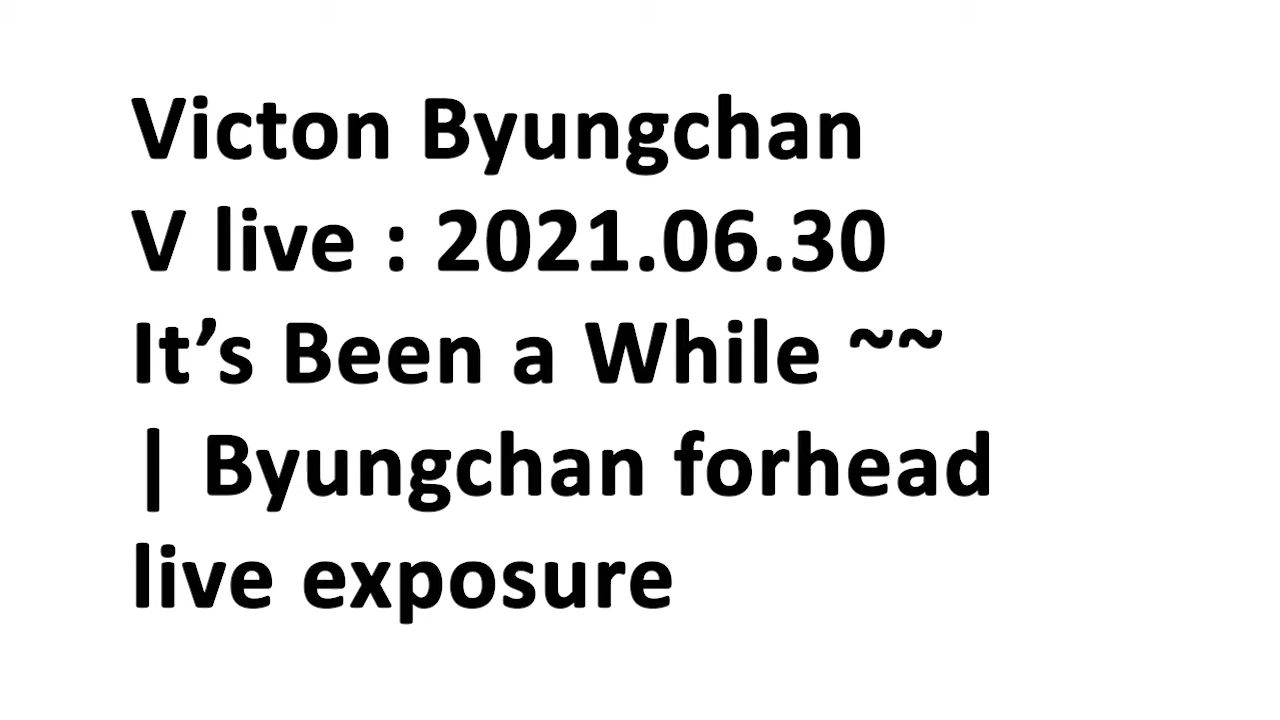 Victon Byungchan
V live : 2021.06.30
It’s Been a While ~~
| Byungchan forhead
live exposure